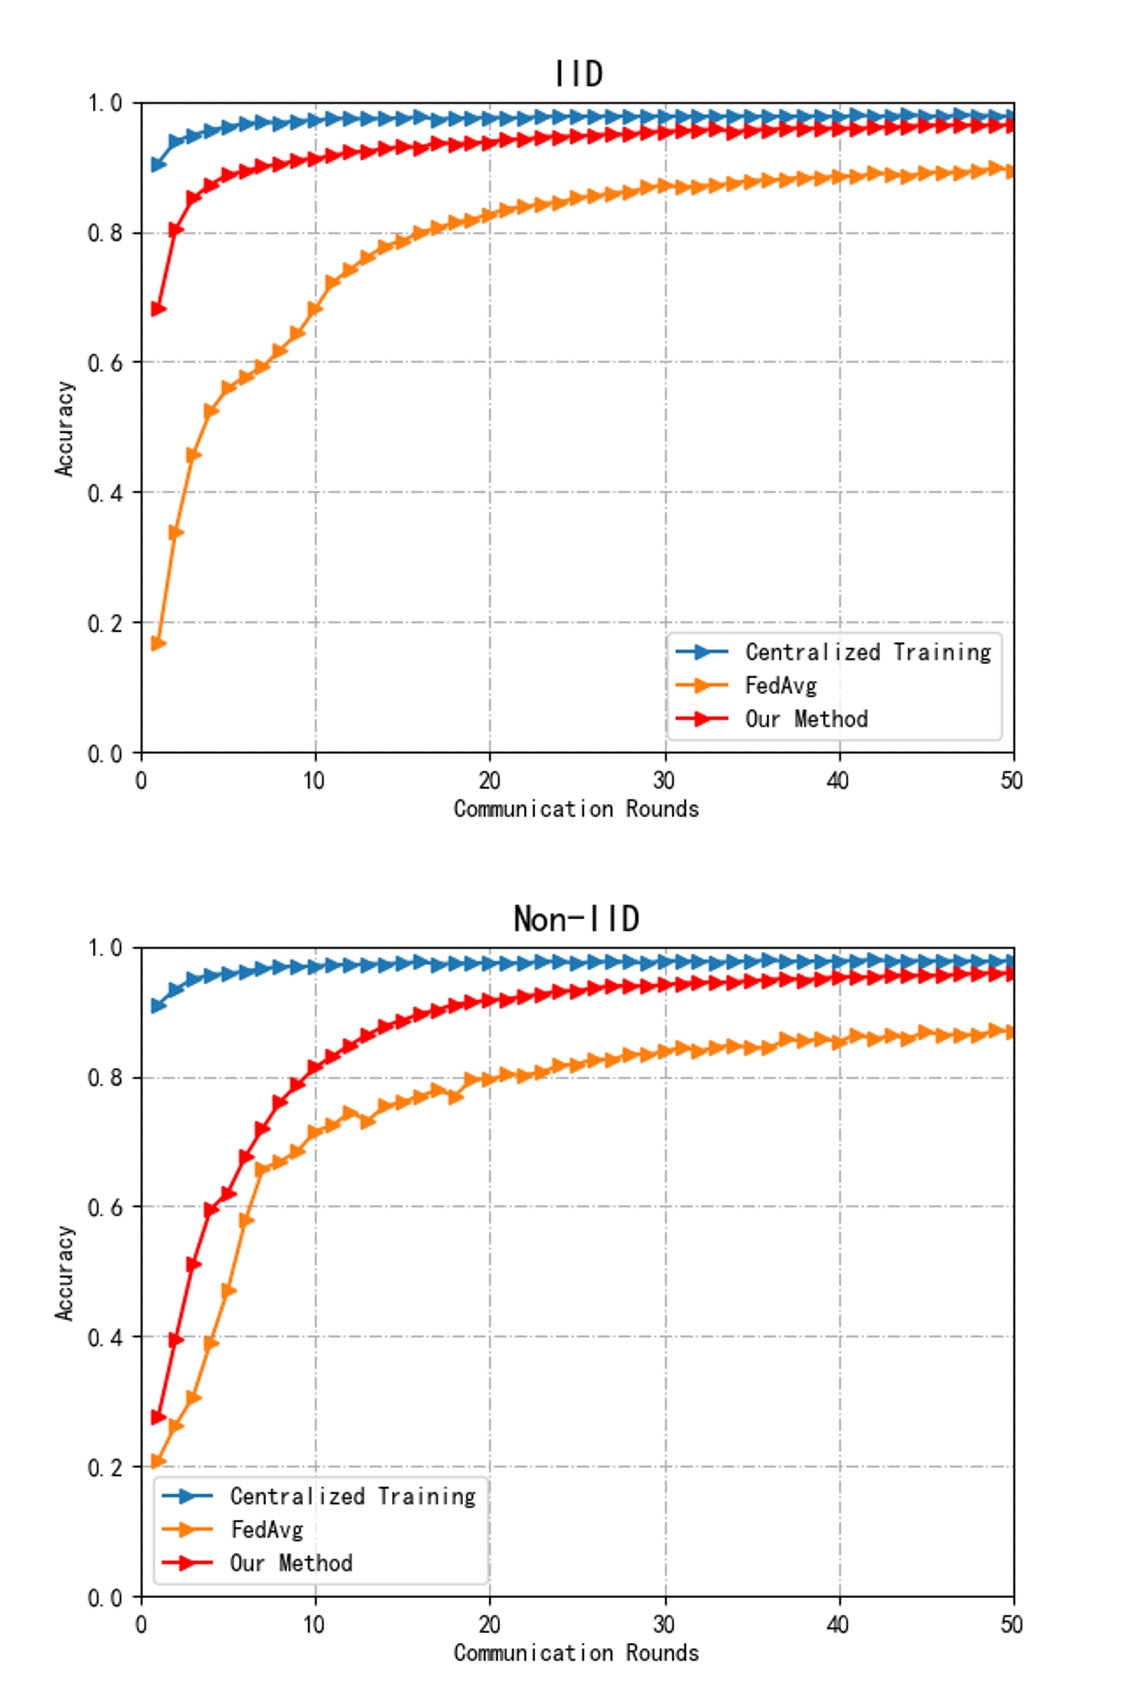 IID
1.0
0.8
0.6
0.4
0.2
0.0
Accuracy
Centralized Training
FedAvg
Our Method
0 10 20 30 40 50
Communication Rounds
Non-IID
1.0
0.8
0.6
0.4
0.2
0.0
Accuracy
Centralized Training
FedAvg
Our Method
0 10 20 30 40 50
Communication Rounds